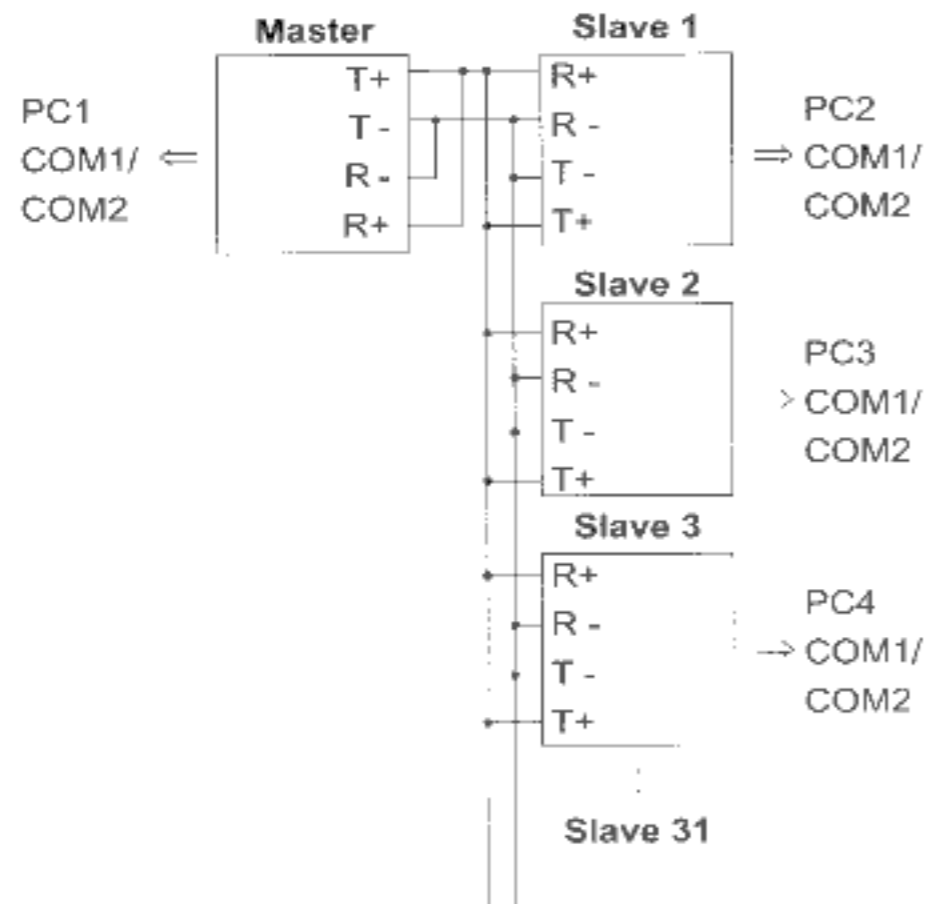 Master
Slave 1
PC1
COM1/
COM2
T+
T -
R -
R+
R+
R -
T -
T+
PC2
COM1/
COM2
Slave 2
R+
R -
T -
T+
PC3
COM1/
COM2
Slave 3
R+
R -
T -
T+
PC4
COM1/
COM2
Slave 31